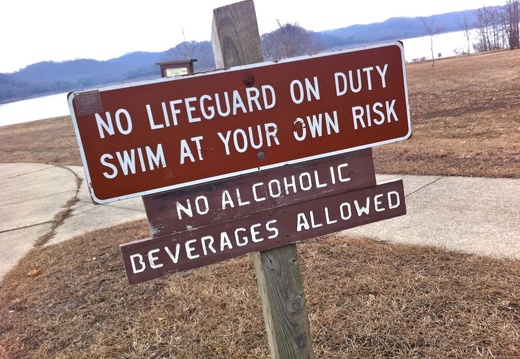 NO LIFEGUARD ON DUTY
SWIM AT YOUR OWN RISK
NO ALCOHOLIC
BEVERAGES ALLOWED